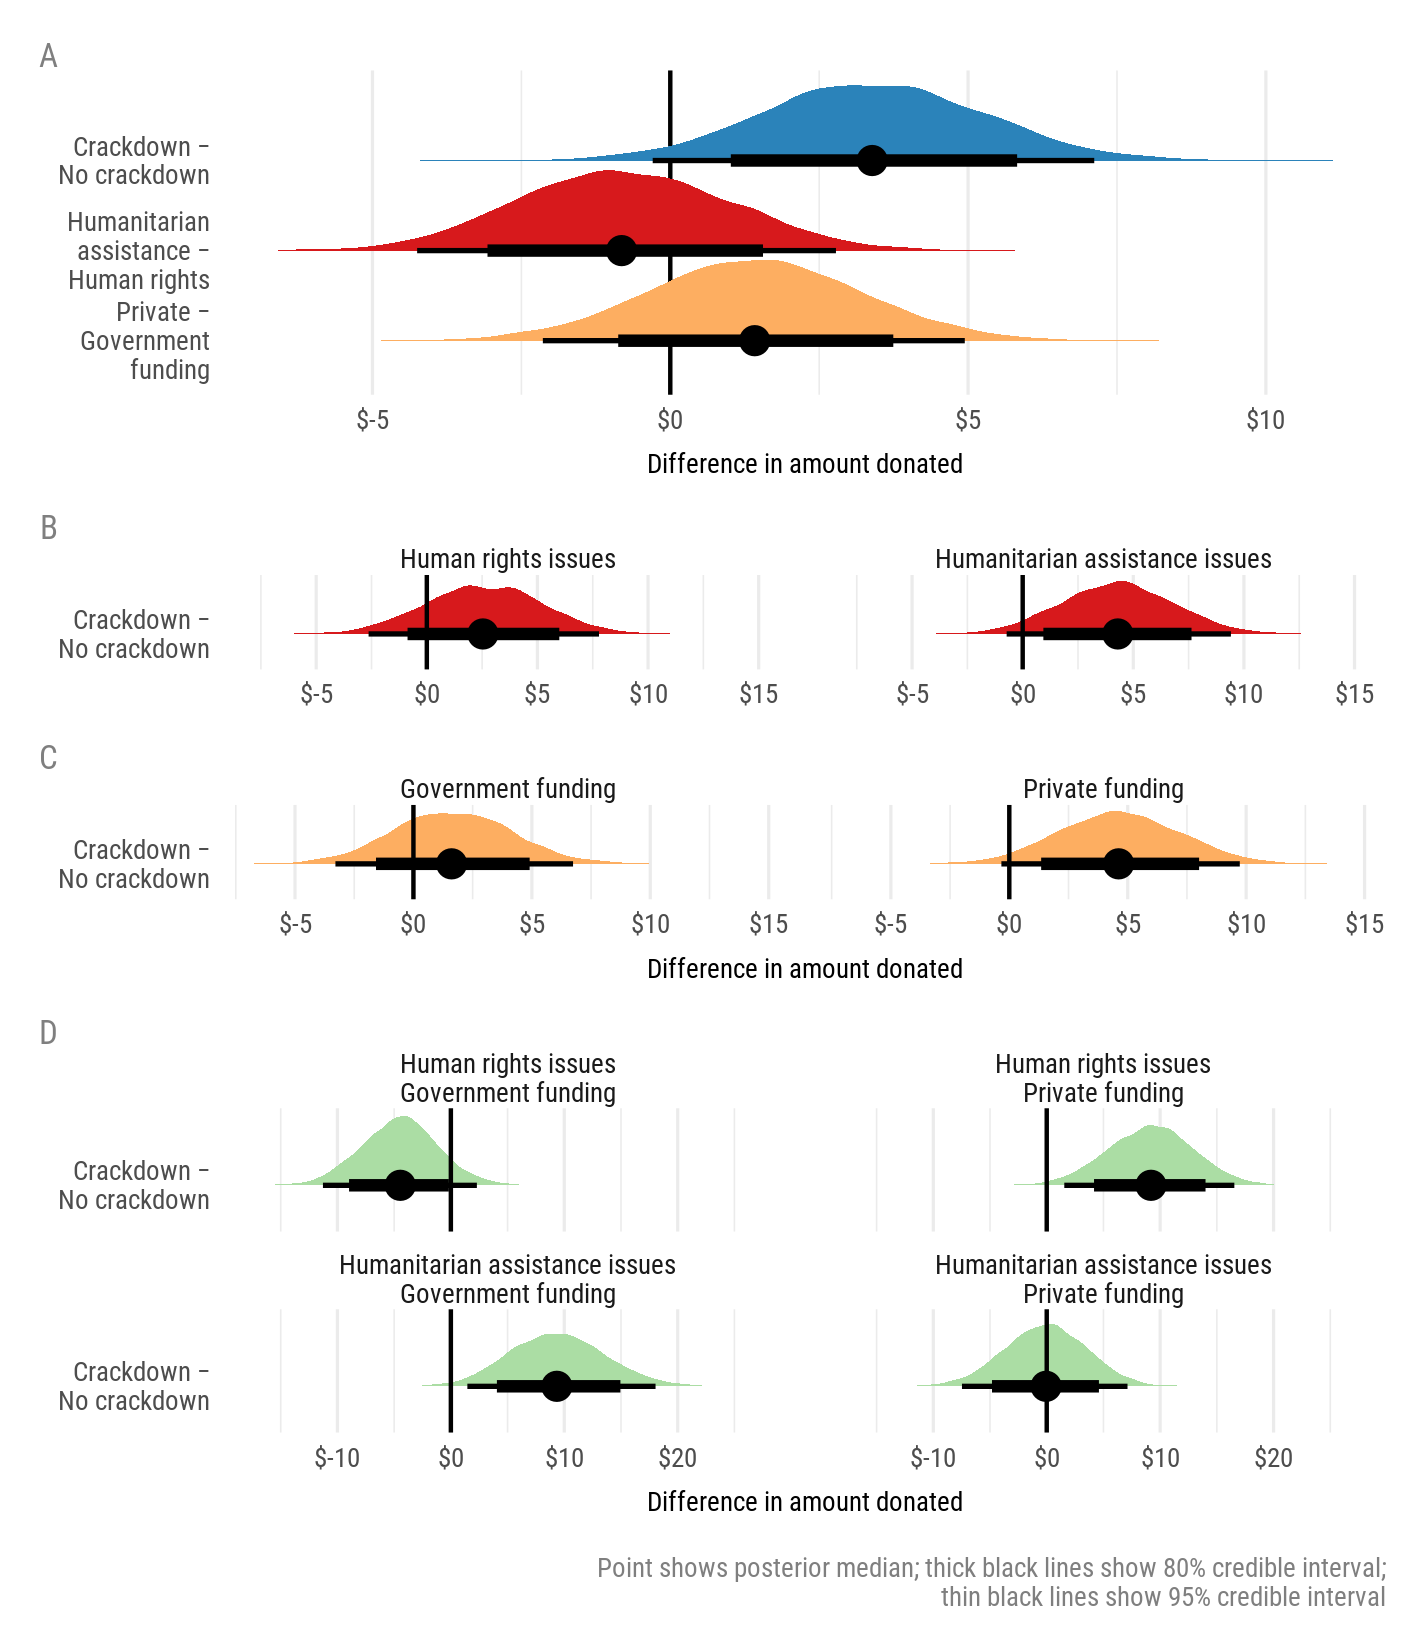 A
Crackdown −
No crackdown
Humanitarian
assistance −
Human rights
Private −
Government
funding
$-5 $0 $5 $10
Difference in amount donated
B
Human rights issues Humanitarian assistance issues
Crackdown −
No crackdown
$-5 $0 $5 $10 $15 $-5 $0 $5 $10 $15
C
Government funding Private funding
Crackdown −
No crackdown
$-5 $0 $5 $10 $15 $-5 $0 $5 $10 $15
Difference in amount donated
D
Human rights issues Human rights issues
Government funding Private funding
Crackdown −
No crackdown
Humanitarian assistance issues Humanitarian assistance issues
Government funding Private funding
Crackdown −
No crackdown
$-10 $0 $10 $20 $-10 $0 $10 $20
Difference in amount donated
Point shows posterior median; thick black lines show 80% credible interval;
thin black lines show 95% credible interval